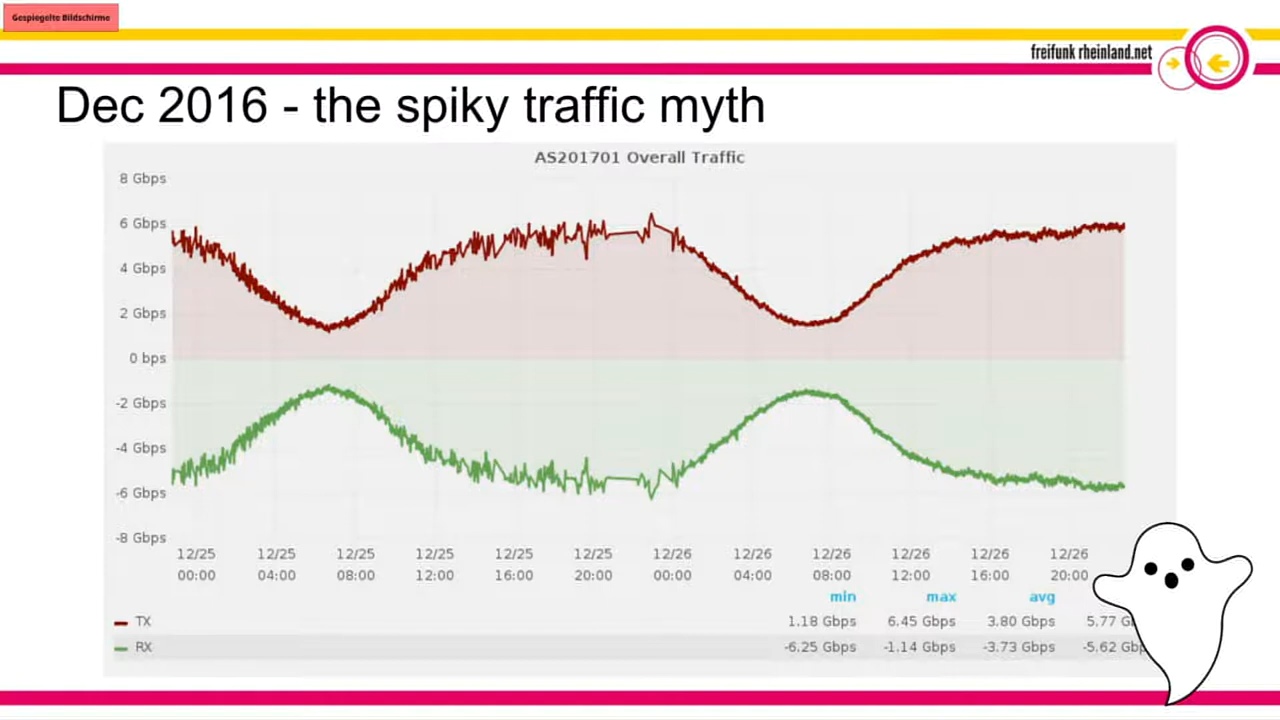 Gespiegelte Bildschirme
freifunk rheinland.net
Dec 2016 - the spiky traffic myth
AS201701 Overall Traffic
8 Gbps
6 Gbps
4 Gbps
2 Gbps
0 bps
-2 Gbps
-4 Gbps
-6 Gbps
-8 Gbps
12/25 12/25 12/25 12/25 12/25 12/25 12/26 12/26 12/26 12/26 12/26 12/26
00:00 04:00 08:00 12:00 16:00 20:00 00:00 04:00 08:00 12:00 16:00 20:00
min max avg
TX 1.18 Gbps 6.45 Gbps 3.80 Gbps 5.77
RX -6.25 Gbps -1.14 Gbps -3.73 Gbps -5.62